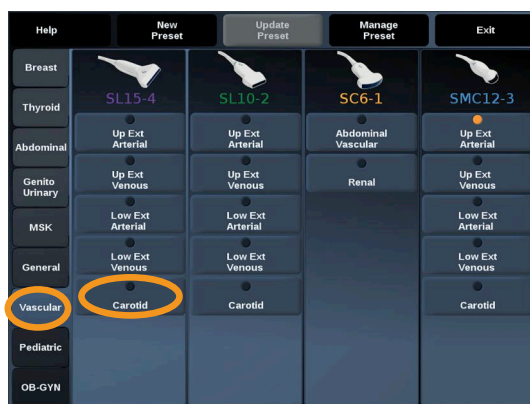 Help
New
Preset
Update
Preset
Manage
Preset
Exit
Breast
Thyroid
Abdominal
Genito
Urinary
MSK
General
Vascular
Pediatric
OB-GYN
SL15-4
Up Ext
Arterial
Up Ext
Venous
Low Ext
Arterial
Low Ext
Venous
Carotid
SL10-2
Up Ext
Arterial
Up Ext
Venous
Low Ext
Arterial
Low Ext
Venous
Carotid
SC6-1
Abdominal
Vascular
Renal
SMC12-3
Up Ext
Arterial
Up Ext
Venous
Low Ext
Arterial
Low Ext
Venous
Carotid